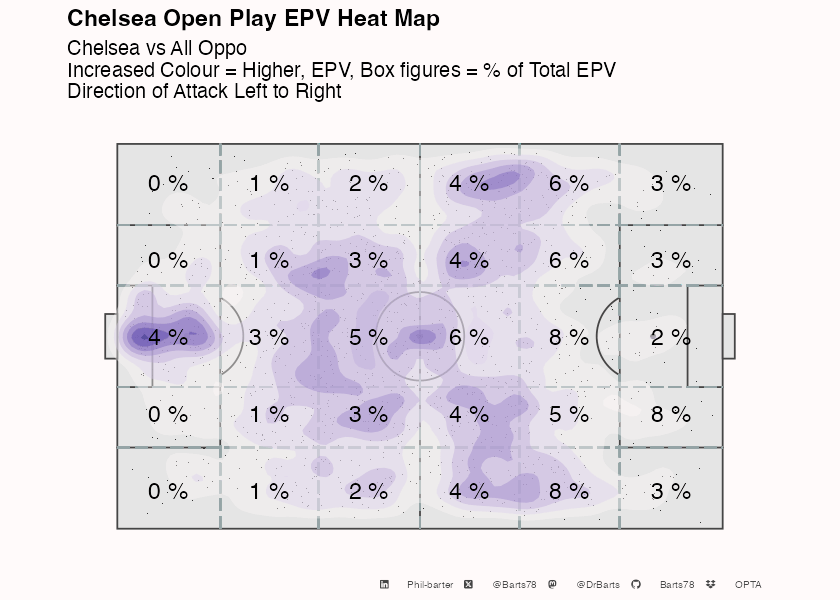 Chelsea Open Play EPV Heat Map
Chelsea vs All Oppo
Increased Colour = Higher, EPV, Box figures = % of Total EPV
Direction of Attack Left to Right
0 % 1 % 2 % 4 % 6 % 3 %
0 % 1 % 3 % 4 % 6 % 3 %
4 % 3 % 5 % 6 % 8 % 2 %
0 % 1 % 3 % 4 % 5 % 8 %
0 % 1 % 2 % 4 % 8 % 3 %
Phil-barter @Barts78 @DrBarts Barts78 OPTA